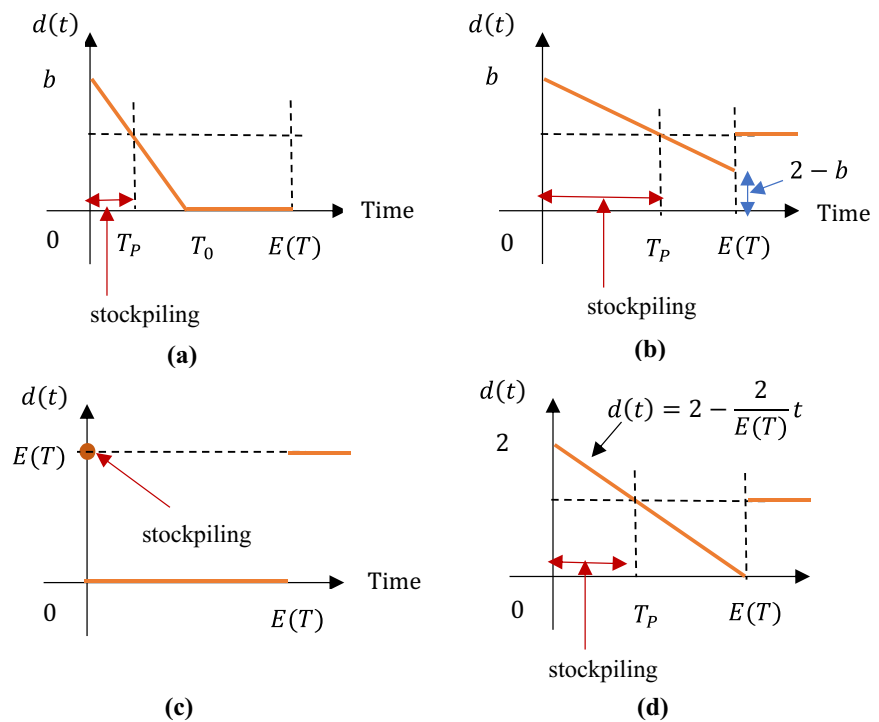 d(t)
b
0
T_P
T_0
E(T)
Time
stockpiling
(a)
d(t)
b
2 − b
0
T_P
E(T)
Time
stockpiling
(b)
d(t)
E(T)
stockpiling
0
E(T)
Time
(c)
d(t)
d(t) = 2 − \frac{2}{E(T)}t
2
0
T_P
E(T)
stockpiling
(d)